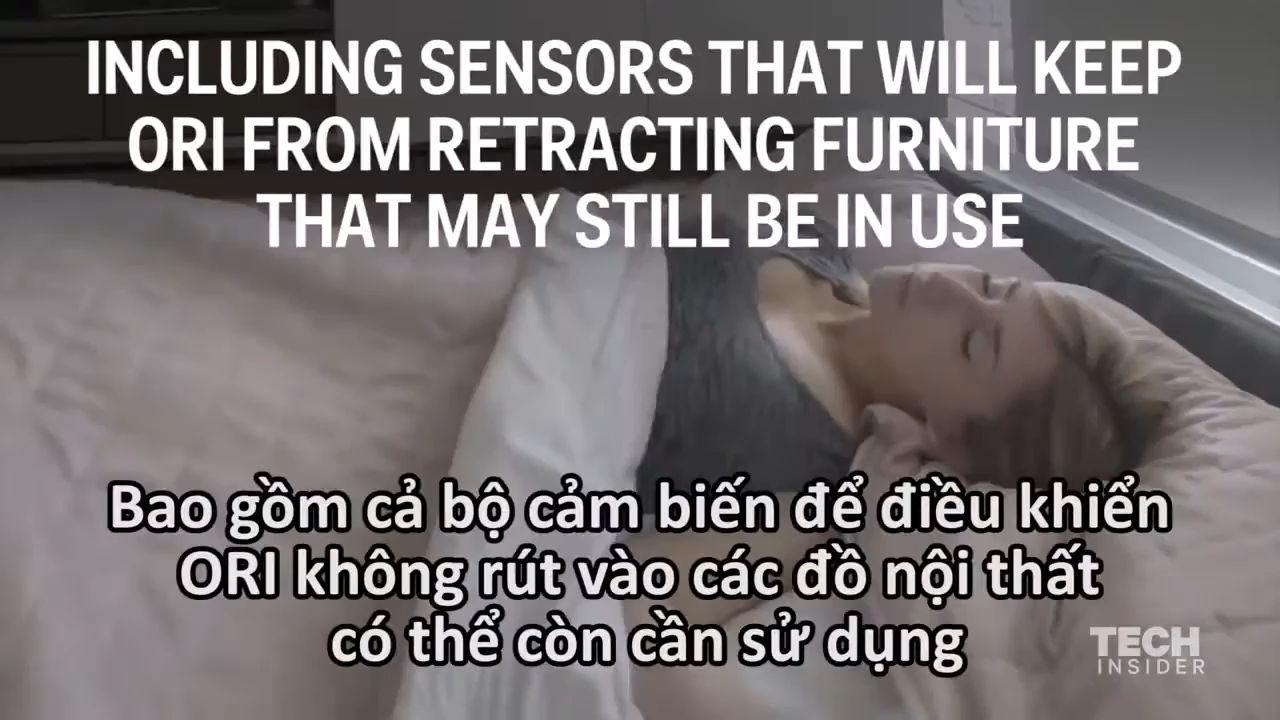 INCLUDING SENSORS THAT WILL KEEP
ORI FROM RETRACTING FURNITURE
THAT MAY STILL BE IN USE
Bao gồm cả bộ cảm biến để điều khiển
ORI không rút vào các đồ nội thất
có thể còn cần sử dụng
TECH
INSIDER